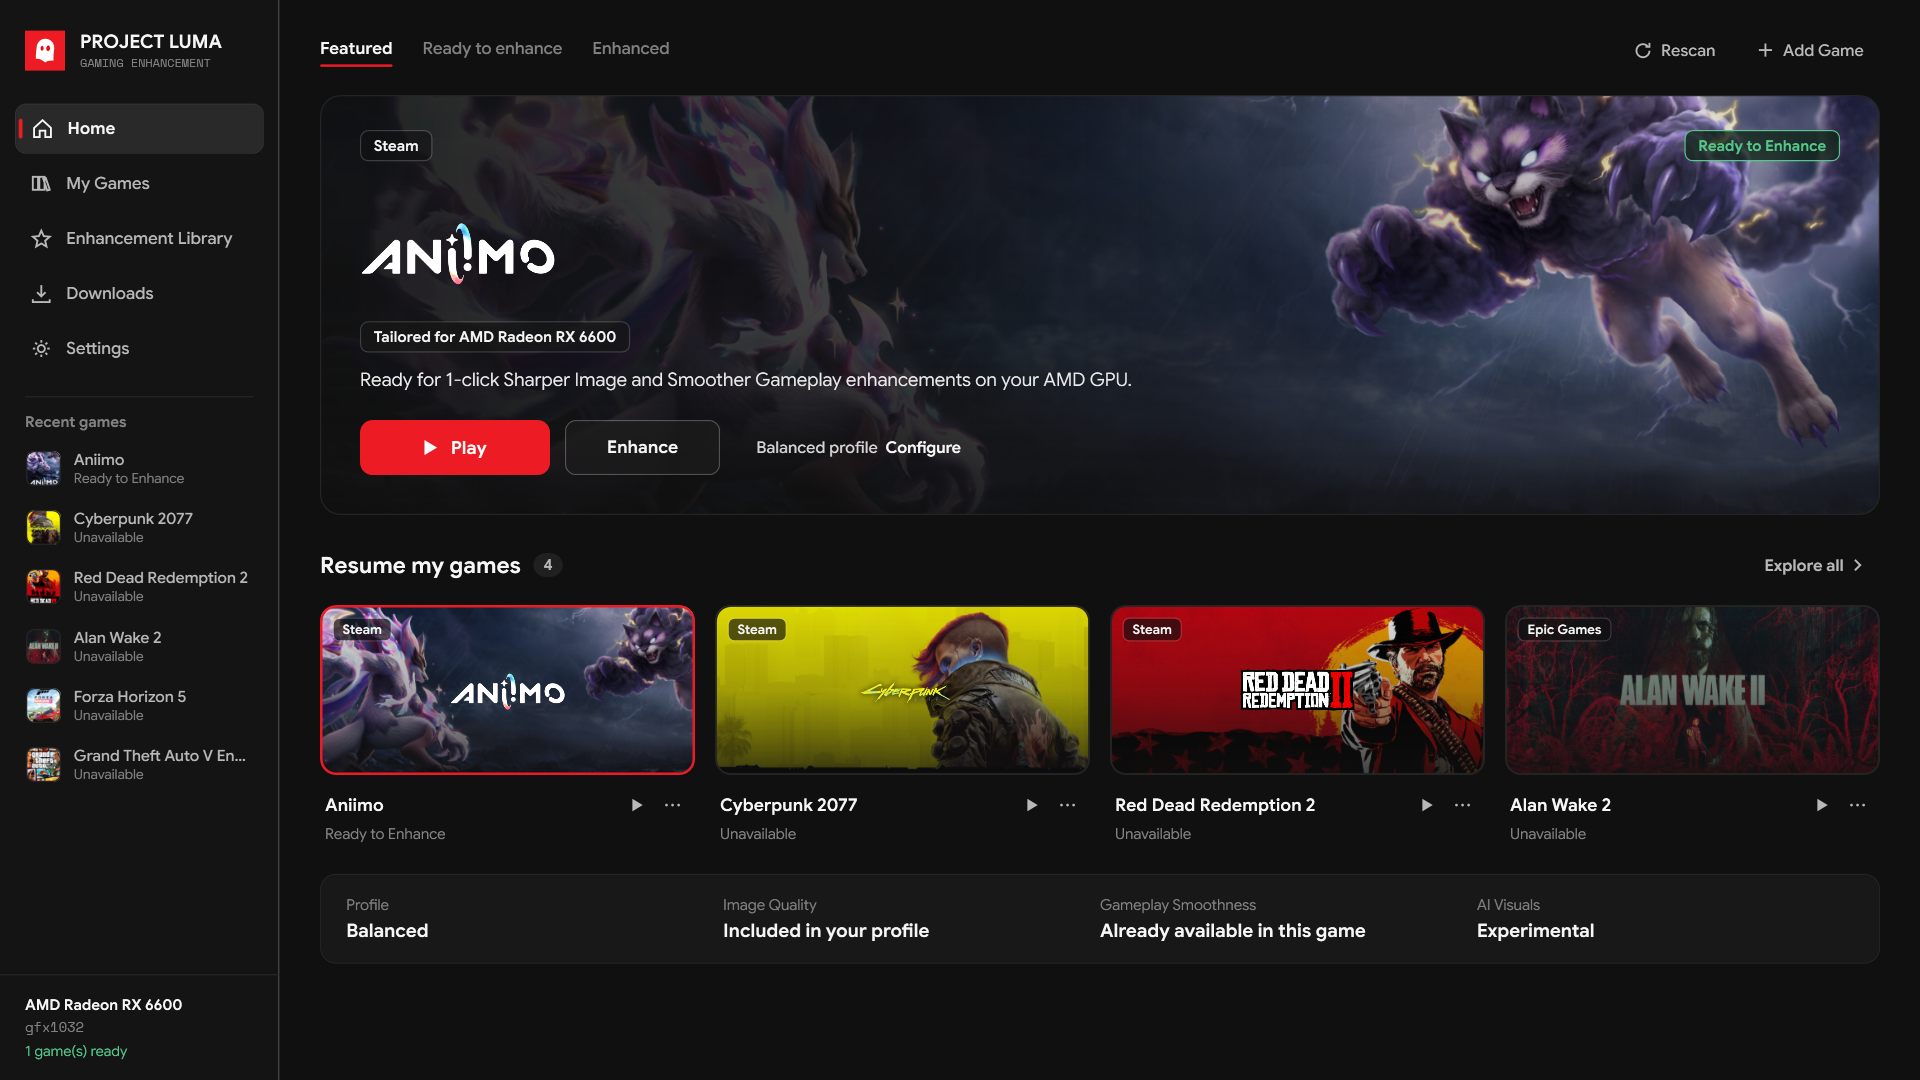 PROJECT LUMA
GAMING ENHANCEMENT
Home
My Games
Enhancement Library
Downloads
Settings
Recent games
Aniimo
Ready to Enhance
Cyberpunk 2077
Unavailable
Red Dead Redemption 2
Unavailable
Alan Wake 2
Unavailable
Forza Horizon 5
Unavailable
Grand Theft Auto V En...
Unavailable
AMD Radeon RX 6600
gfx1032
1 game(s) ready
Featured
Ready to enhance
Enhanced
Rescan
Add Game
Steam
Ready to Enhance
ANIIMO
Tailored for AMD Radeon RX 6600
Ready for 1-click Sharper Image and Smoother Gameplay enhancements on your AMD GPU.
Play
Enhance
Balanced profile Configure
Resume my games 4
Explore all
Steam
ANIIMO
Aniimo
Ready to Enhance
Steam
Cyberpunk
Cyberpunk 2077
Unavailable
Steam
RED DEAD
REDEMPTION II
Red Dead Redemption 2
Unavailable
Epic Games
ALAN WAKE II
Alan Wake 2
Unavailable
Profile
Balanced
Image Quality
Included in your profile
Gameplay Smoothness
Already available in this game
AI Visuals
Experimental